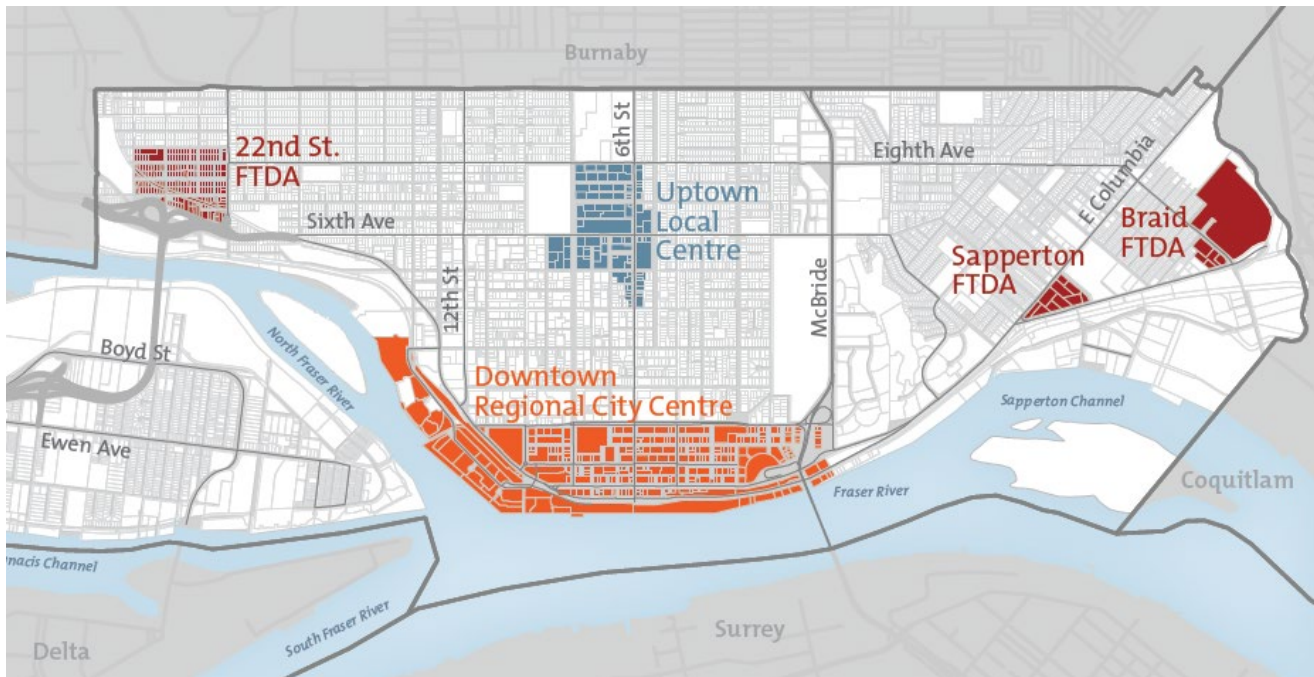 Burnaby
22nd St.
FTDA
6th St
Eighth Ave
E Columbia
Uptown
Local
Centre
Sixth Ave
Braid
FTDA
Sapperton
FTDA
12th St
McBride
Boyd St
North Fraser River
Downtown
Regional City Centre
Sapperton Channel
Ewen Ave
Fraser River
Coquitlam
Channel
South Fraser River
Surrey
Delta